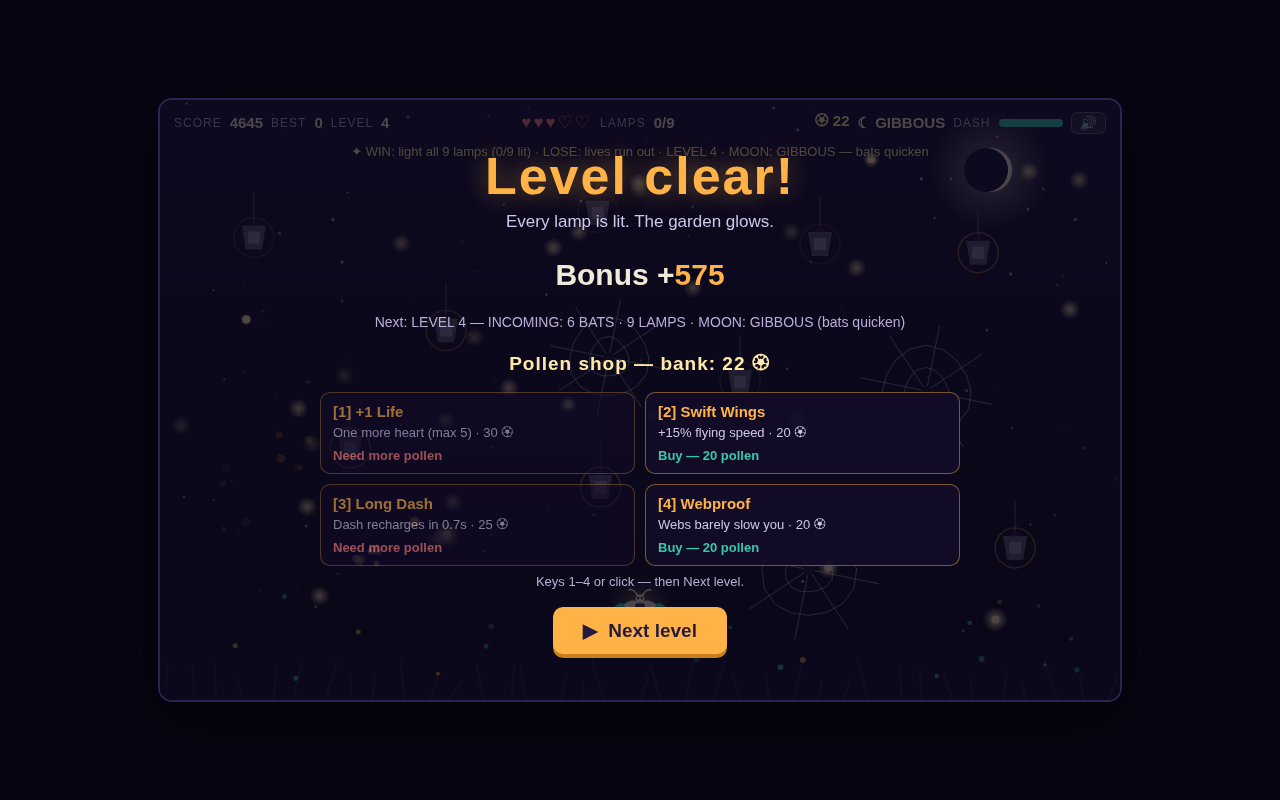 SCORE 4645 BEST 0 LEVEL 4 ♥♥♥♡♡ LAMPS 0/9 🏵 22 ☾ GIBBOUS DASH 🔊
✦ WIN: light all 9 lamps (0/9 lit) · LOSE: lives run out · LEVEL 4 · MOON: GIBBOUS — bats quicken
Level clear!
Every lamp is lit. The garden glows.
Bonus +575
Next: LEVEL 4 — INCOMING: 6 BATS · 9 LAMPS · MOON: GIBBOUS (bats quicken)
Pollen shop — bank: 22 🏵
[1] +1 Life
One more heart (max 5) · 30 🏵
Need more pollen
[2] Swift Wings
+15% flying speed · 20 🏵
Buy — 20 pollen
[3] Long Dash
Dash recharges in 0.7s · 25 🏵
Need more pollen
[4] Webproof
Webs barely slow you · 20 🏵
Buy — 20 pollen
Keys 1–4 or click — then Next level.
▶ Next level